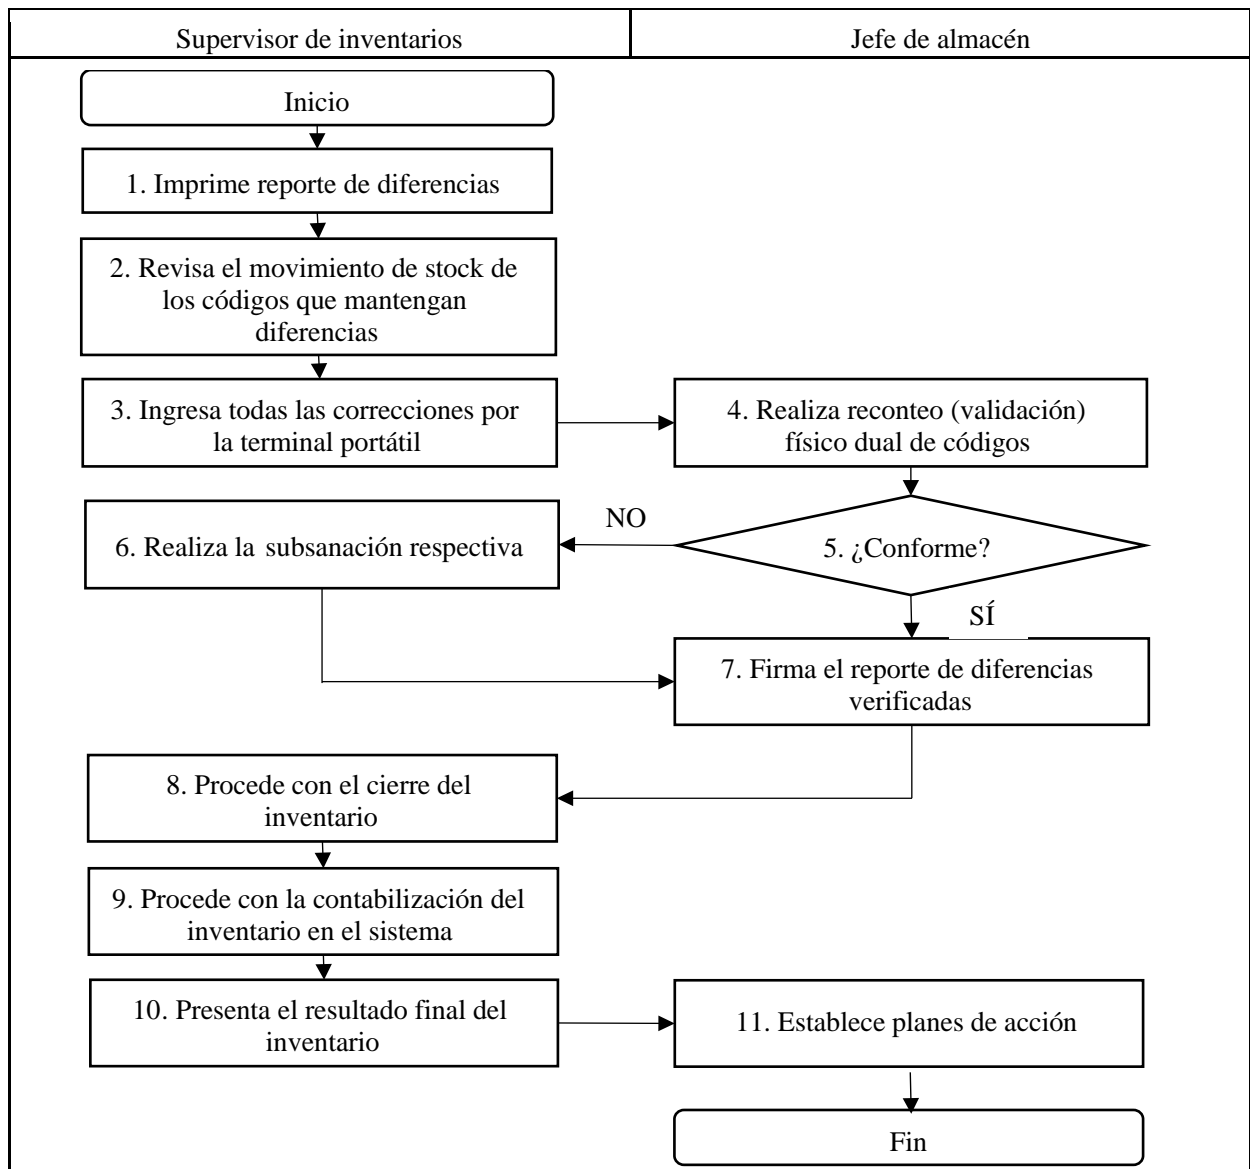 Supervisor de inventarios
Jefe de almacén
Inicio
1. Imprime reporte de diferencias
2. Revisa el movimiento de stock de
los códigos que mantengan
diferencias
3. Ingresa todas las correcciones por
la terminal portátil
4. Realiza reconteo (validación)
físico dual de códigos
5. ¿Conforme?
NO
6. Realiza la subsanación respectiva
SÍ
7. Firma el reporte de diferencias
verificadas
8. Procede con el cierre del
inventario
9. Procede con la contabilización del
inventario en el sistema
10. Presenta el resultado final del
inventario
11. Establece planes de acción
Fin